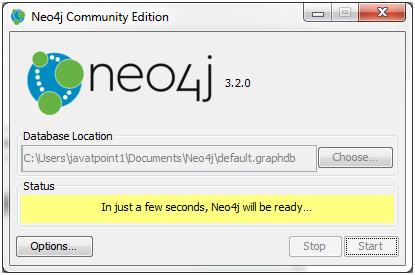 Neo4j Community Edition
neo4j 3.2.0
Database Location
C:\Users\javatpoint1\Documents\Neo4j\default.graphdb Choose...
Status
In just a few seconds, Neo4j will be ready...
Options... Stop Start